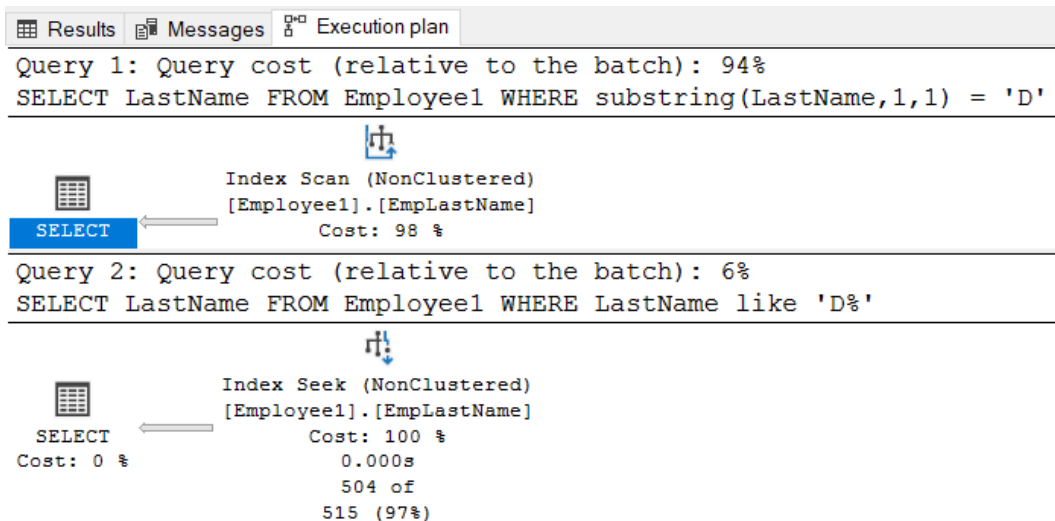 Results Messages Execution plan
Query 1: Query cost (relative to the batch): 94%
SELECT LastName FROM Employee1 WHERE substring(LastName,1,1) = 'D'
Index Scan (NonClustered)
[Employee1].[EmpLastName]
Cost: 98 %
SELECT
Query 2: Query cost (relative to the batch): 6%
SELECT LastName FROM Employee1 WHERE LastName like 'D%'
Index Seek (NonClustered)
[Employee1].[EmpLastName]
Cost: 100 %
0.000s
504 of
515 (97%)
SELECT
Cost: 0 %